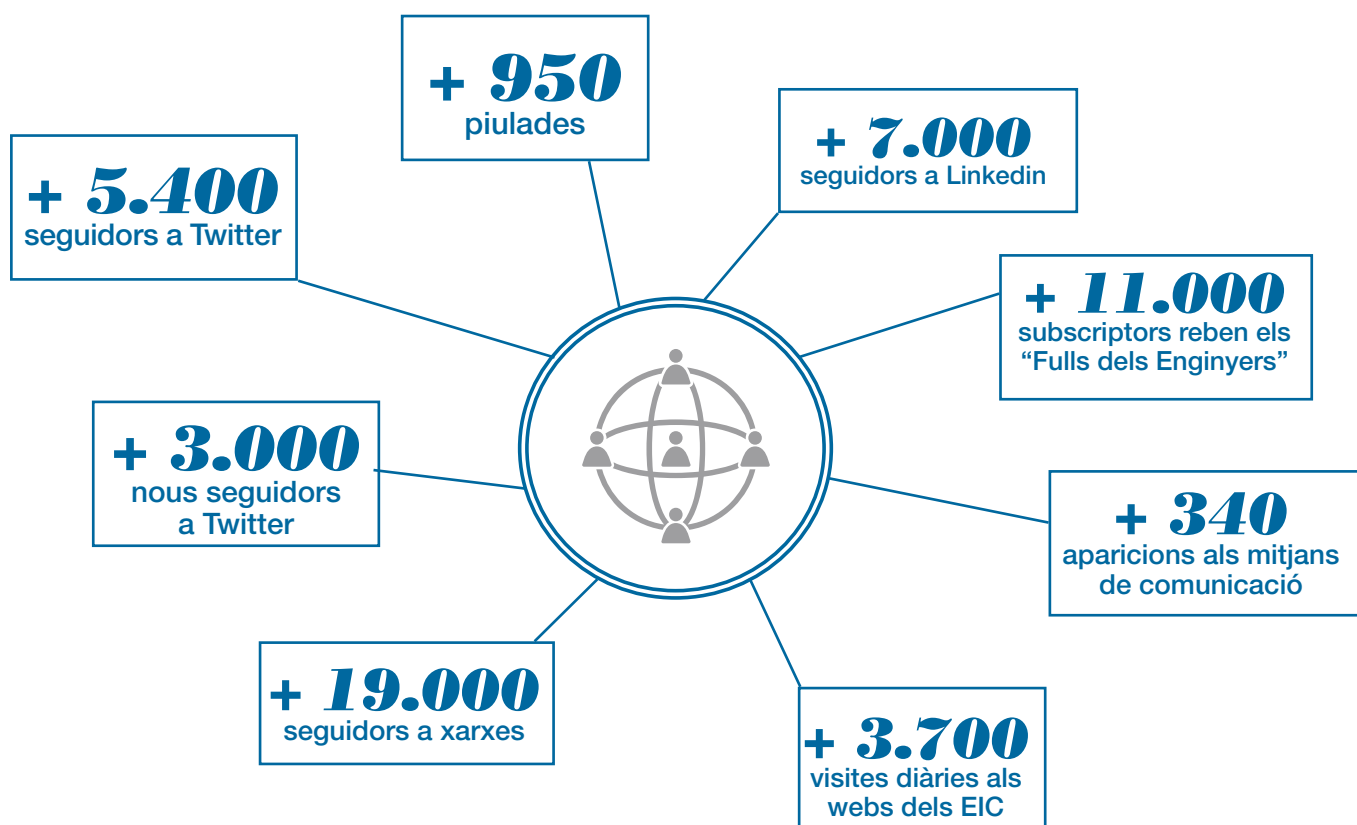 + 950
piulades
+ 7.000
seguidors a Linkedin
+ 5.400
seguidors a Twitter
+ 11.000
subscriptors reben els
“Fulls dels Enginyers”
+ 3.000
nous seguidors
a Twitter
+ 340
aparicions als mitjans
de comunicació
+ 19.000
seguidors a xarxes
+ 3.700
visites diàries als
webs dels EIC